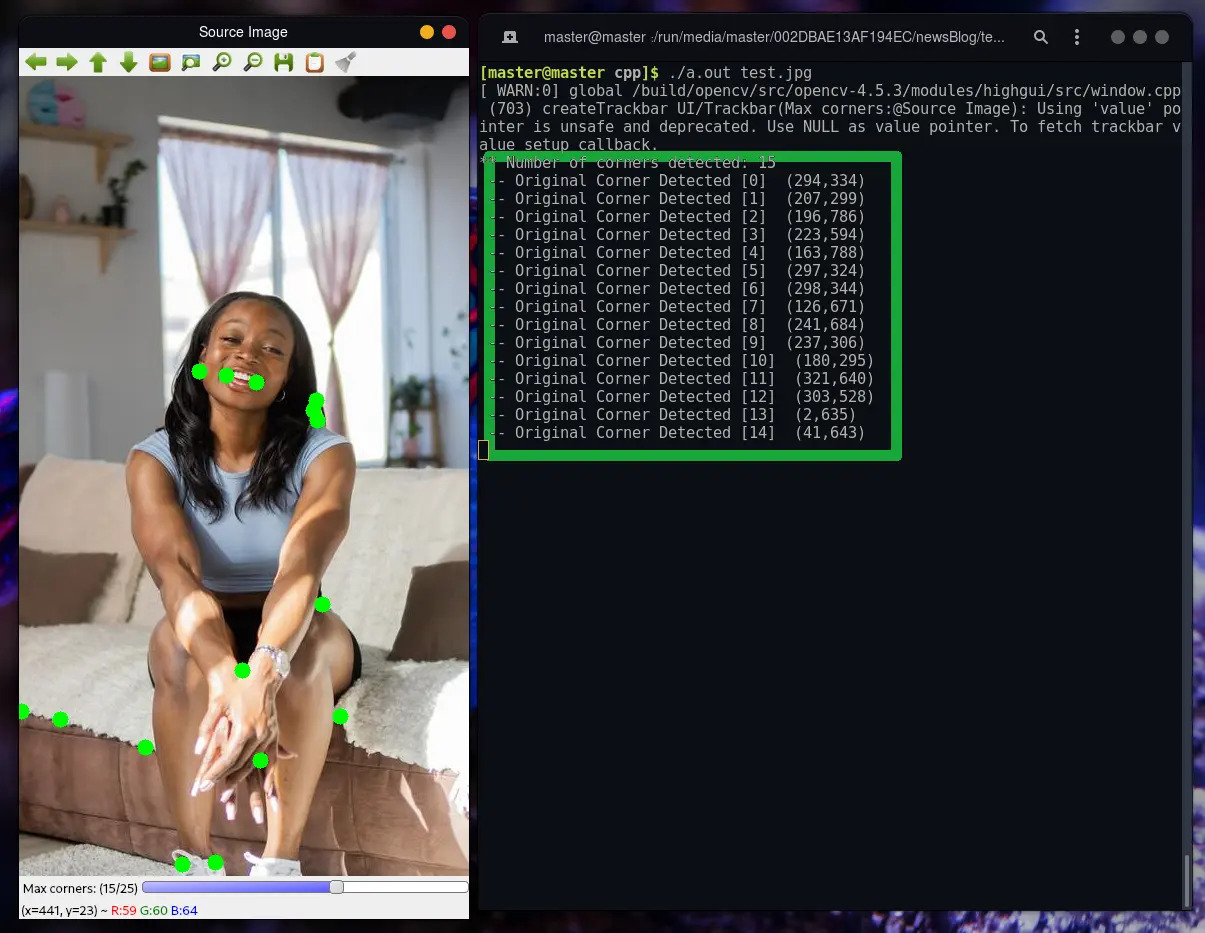 Source Image
master@master :/run/media/master/002DBAE13AF194EC/newsBlog/te...
[master@master cpp]$ ./a.out test.jpg
[ WARN:0] global /build/opencv/src/opencv-4.5.3/modules/highgui/src/window.cpp
(703) createTrackbar UI/Trackbar(Max corners:@Source Image): Using 'value' po
inter is unsafe and deprecated. Use NULL as value pointer. To fetch trackbar v
alue setup callback.
** Number of corners detected: 15
-- Original Corner Detected [0]  (294,334)
-- Original Corner Detected [1]  (207,299)
-- Original Corner Detected [2]  (196,786)
-- Original Corner Detected [3]  (223,594)
-- Original Corner Detected [4]  (163,788)
-- Original Corner Detected [5]  (297,324)
-- Original Corner Detected [6]  (298,344)
-- Original Corner Detected [7]  (126,671)
-- Original Corner Detected [8]  (241,684)
-- Original Corner Detected [9]  (237,306)
-- Original Corner Detected [10]  (180,295)
-- Original Corner Detected [11]  (321,640)
-- Original Corner Detected [12]  (303,528)
-- Original Corner Detected [13]  (2,635)
-- Original Corner Detected [14]  (41,643)
Max corners: (15/25)
(x=441, y=23) ~ R:59 G:60 B:64